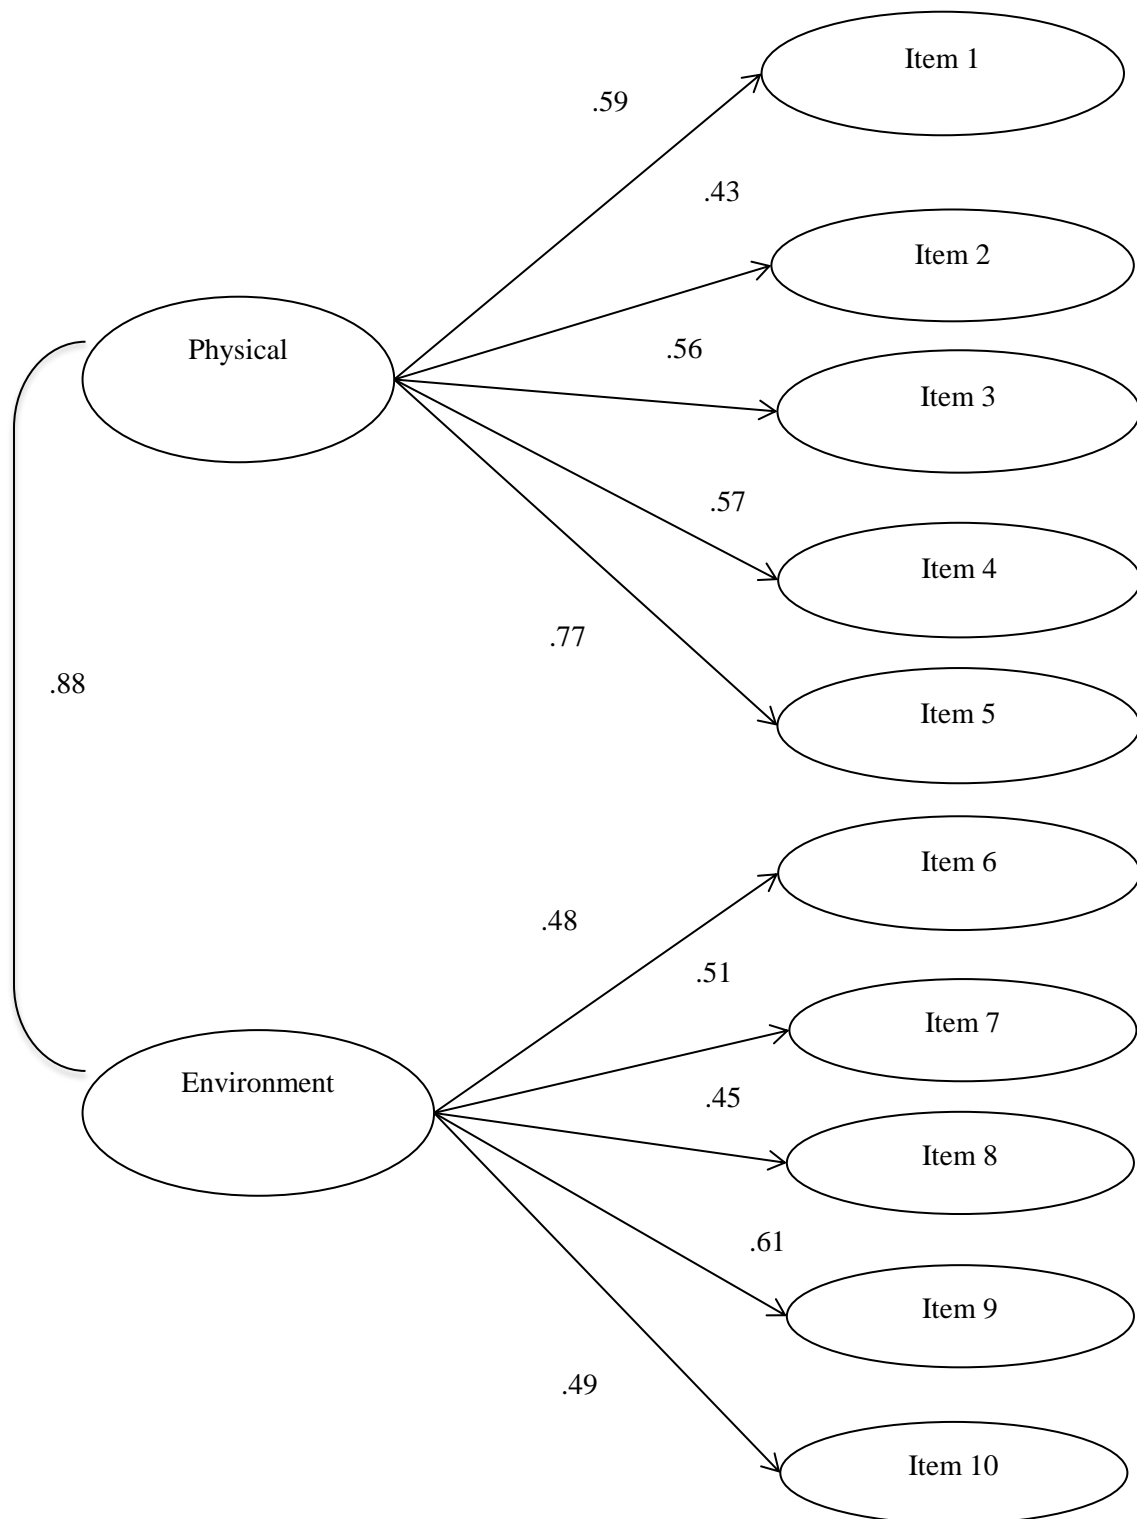 Item 1
.59
.43
Item 2
Physical
.56
Item 3
.57
Item 4
.77
.88
Item 5
Item 6
.48
.51
Item 7
Environment
.45
Item 8
.61
Item 9
.49
Item 10